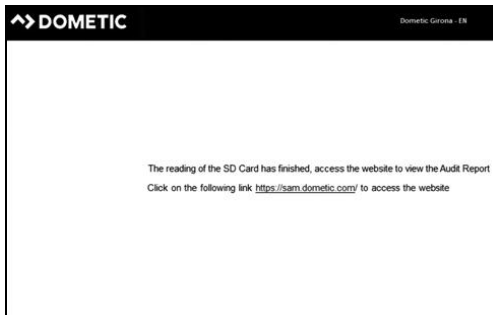 DOMETIC
Dometic Girona - EN
The reading of the SD Card has finished, access the website to view the Audit Report
Click on the following link https://sam.dometic.com/ to access the website